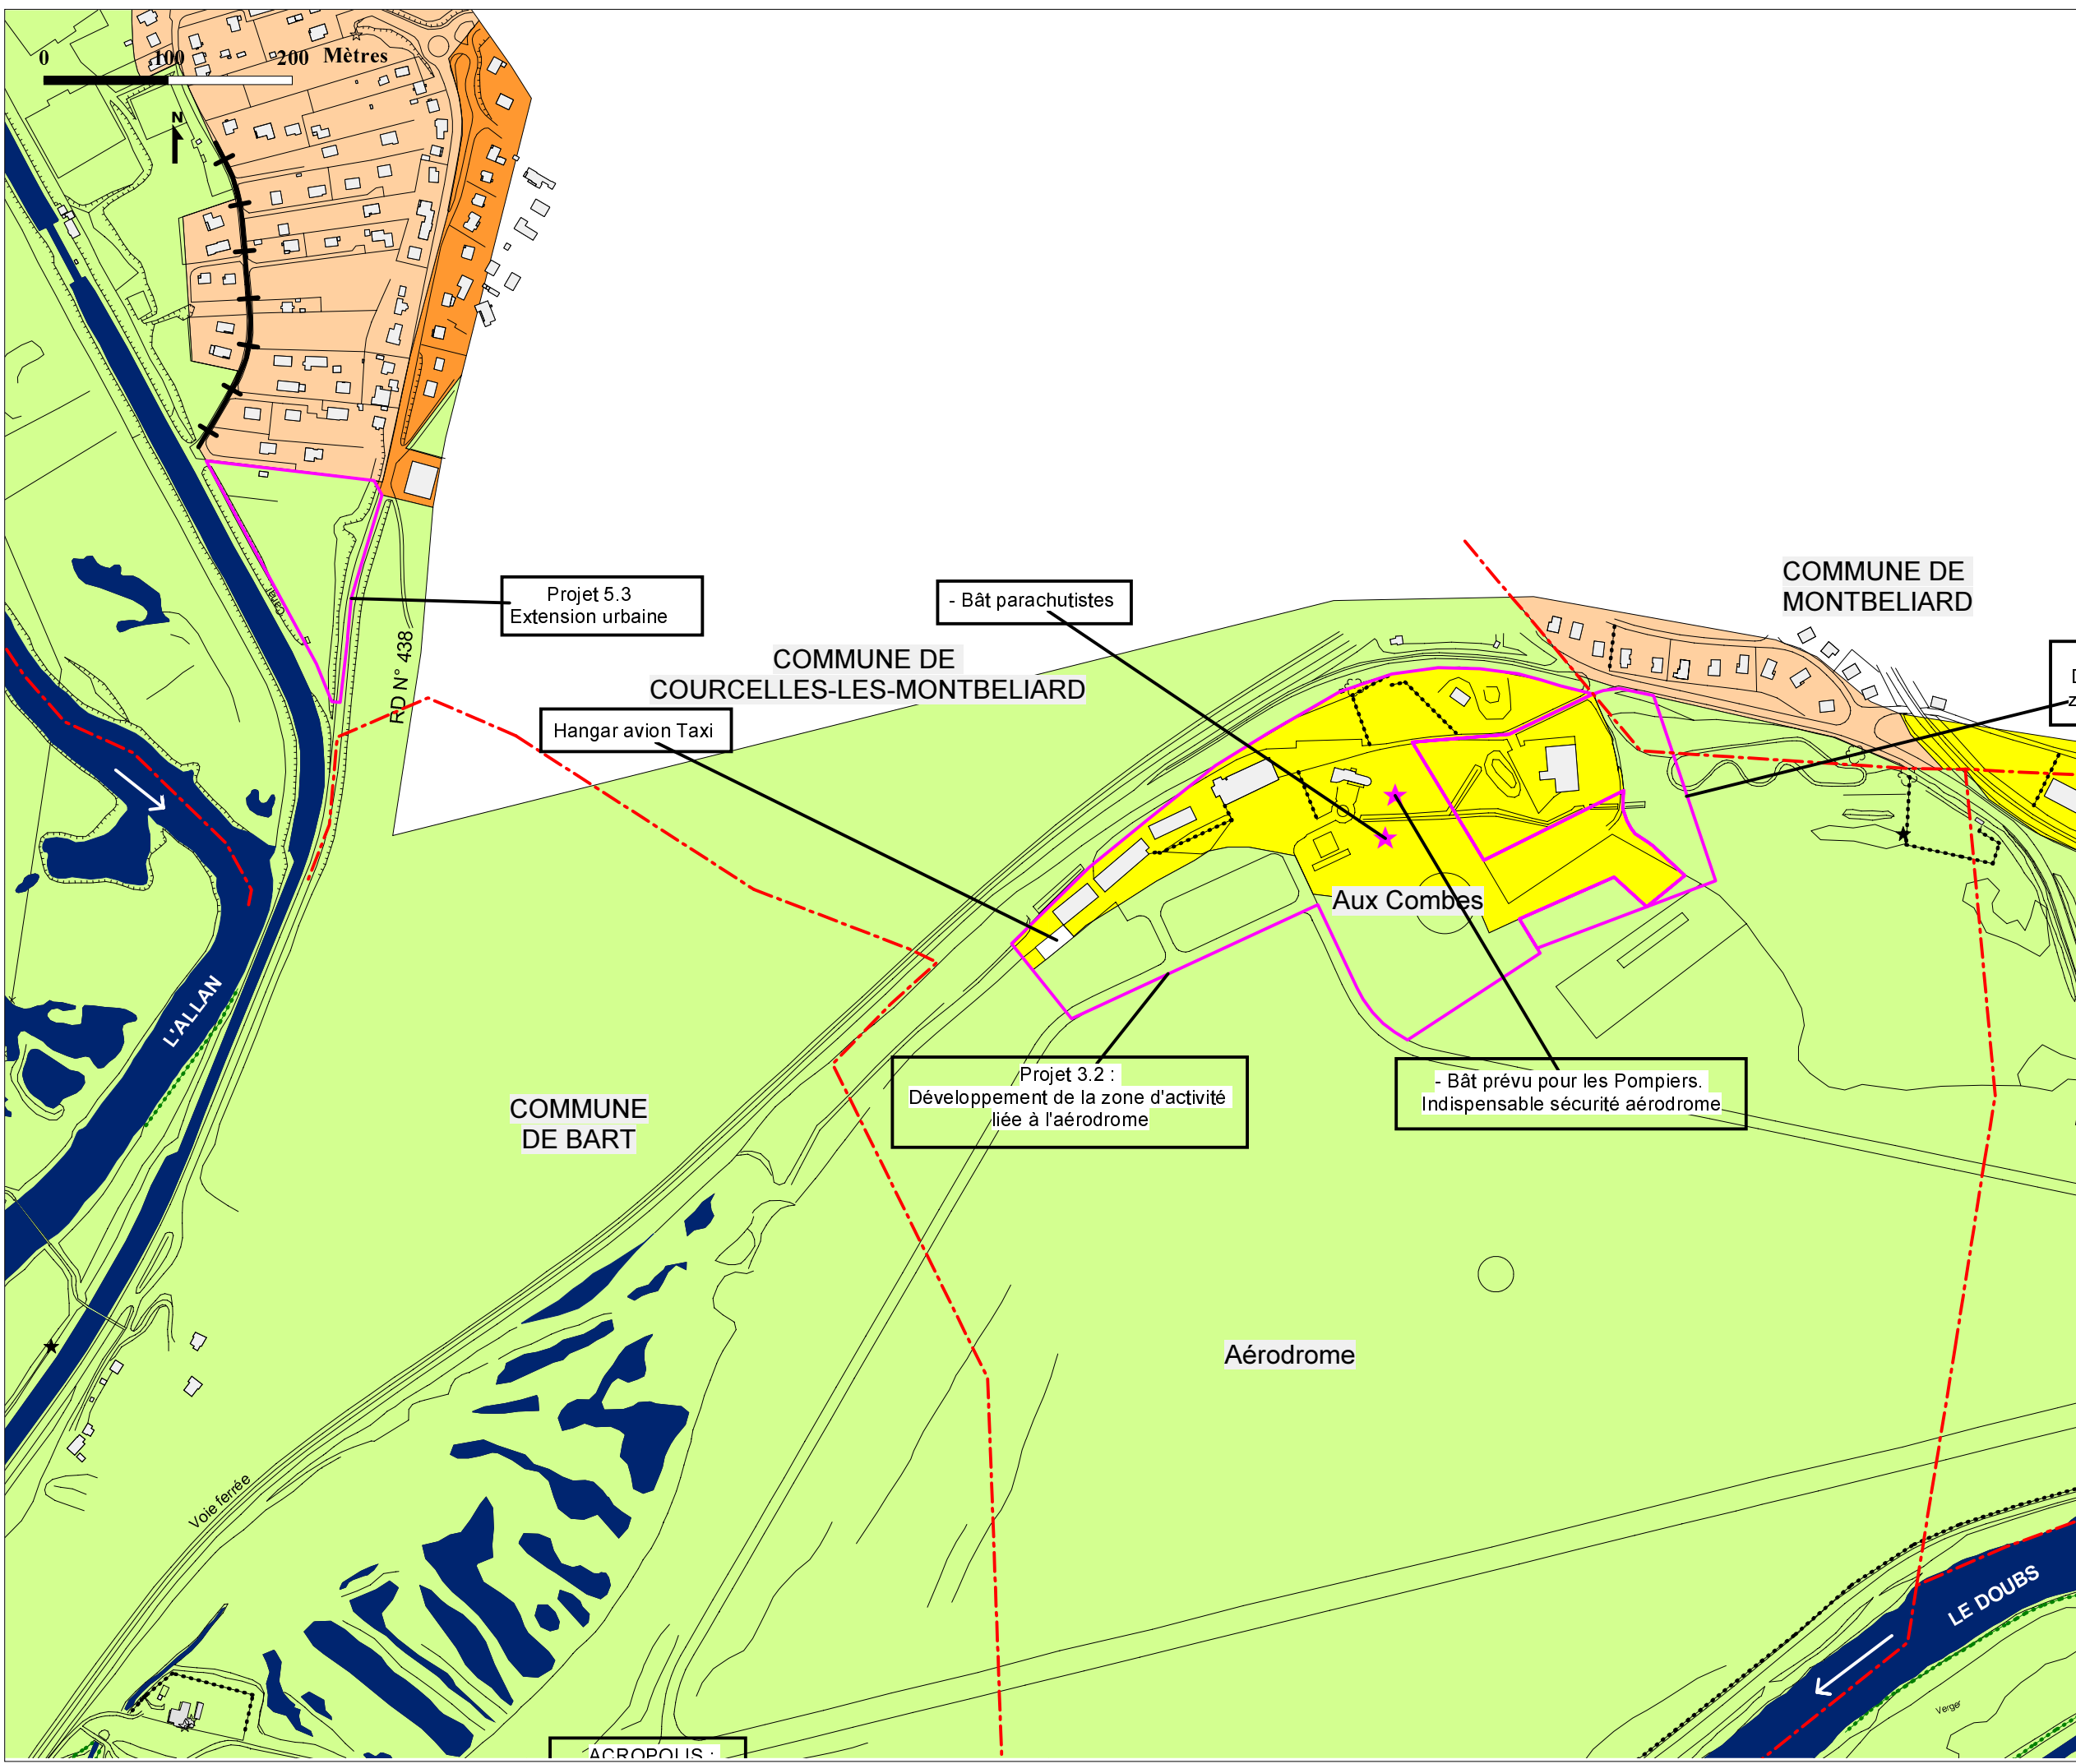 0 100 200 Mètres
N
Canal
Projet 5.3
Extension urbaine
RD N° 438
- Bât parachutistes
COMMUNE DE
MONTBELIARD
COMMUNE DE
COURCELLES-LES-MONTBELIARD
D
z
Hangar avion Taxi
Aux Combes
L'ALLAN
Projet 3.2 :
Développement de la zone d'activité
liée à l'aérodrome
- Bât prévu pour les Pompiers.
Indispensable sécurité aérodrome
COMMUNE
DE BART
Aérodrome
Voie ferrée
LE DOUBS
Verger
ACROPOLIS :